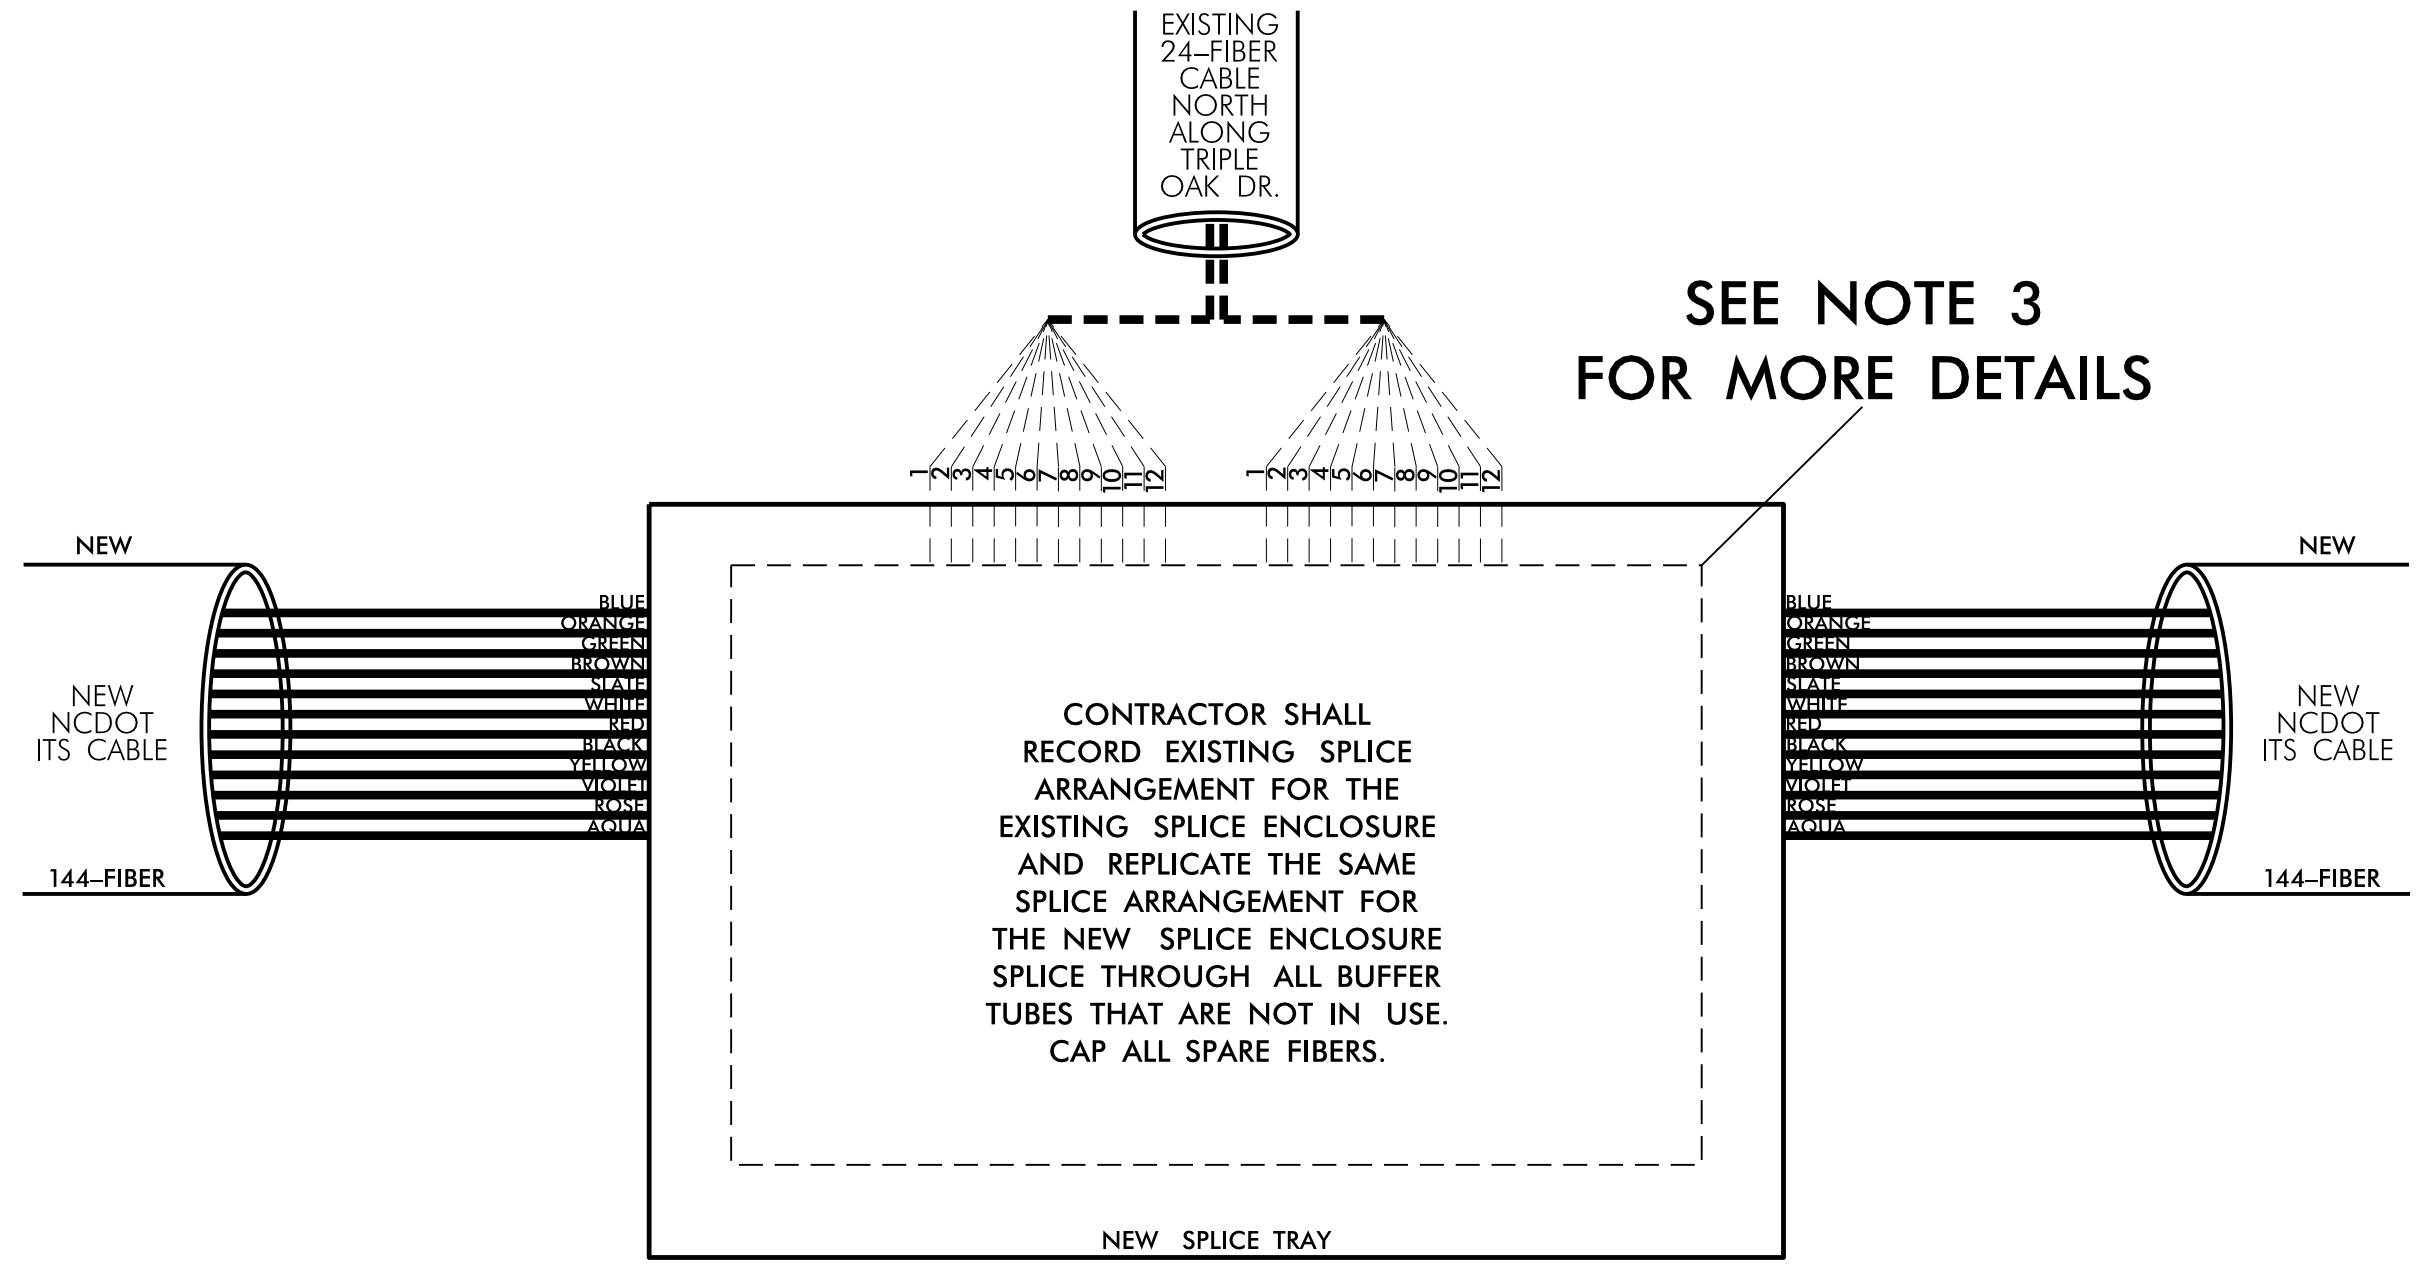 EXISTING
24–FIBER
CABLE
NORTH
ALONG
TRIPLE
OAK DR.
SEE NOTE 3
FOR MORE DETAILS
1 2 3 4 5 6 7 8 9 10 11 12
1 2 3 4 5 6 7 8 9 10 11 12
NEW
NEW
NCDOT
ITS CABLE
144–FIBER
BLUE
ORANGE
GREEN
BROWN
SLATE
WHITE
RED
BLACK
YELLOW
VIOLET
ROSE
AQUA
CONTRACTOR SHALL
RECORD EXISTING SPLICE
ARRANGEMENT FOR THE
EXISTING SPLICE ENCLOSURE
AND REPLICATE THE SAME
SPLICE ARRANGEMENT FOR
THE NEW SPLICE ENCLOSURE
SPLICE THROUGH ALL BUFFER
TUBES THAT ARE NOT IN USE.
CAP ALL SPARE FIBERS.
NEW SPLICE TRAY
BLUE
ORANGE
GREEN
BROWN
SLATE
WHITE
RED
BLACK
YELLOW
VIOLET
ROSE
AQUA
NEW
NEW
NCDOT
ITS CABLE
144–FIBER